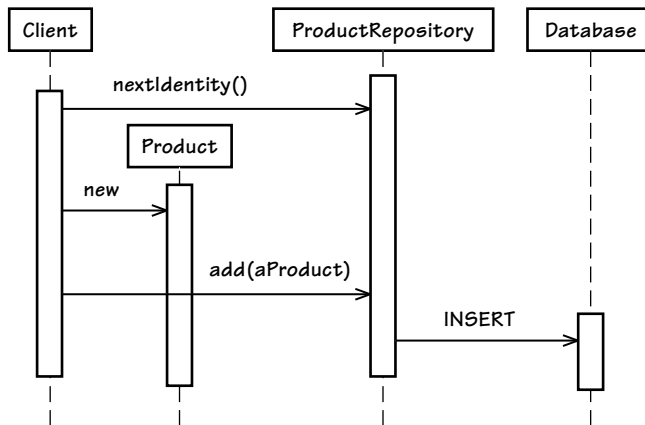 Client
ProductRepository
Database
nextIdentity()
Product
new
add(aProduct)
INSERT